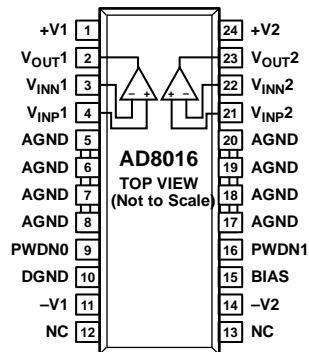 +V1 1 24 +V2
VOUT1 2 23 VOUT2
VINN1 3 – + + – 22 VINN2
VINP1 4 21 VINP2
AGND 5 20 AGND
AGND 6 AD8016 19 AGND
AGND 7 TOP VIEW 18 AGND
AGND 8 (Not to Scale) 17 AGND
PWDN0 9 16 PWDN1
DGND 10 15 BIAS
–V1 11 14 –V2
NC 12 13 NC